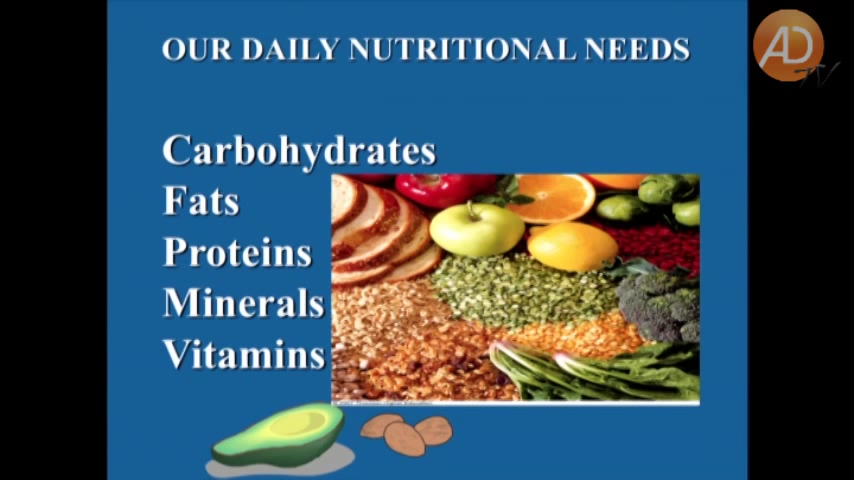 OUR DAILY NUTRITIONAL NEEDS
AD
TV
Carbohydrates
Fats
Proteins
Minerals
Vitamins